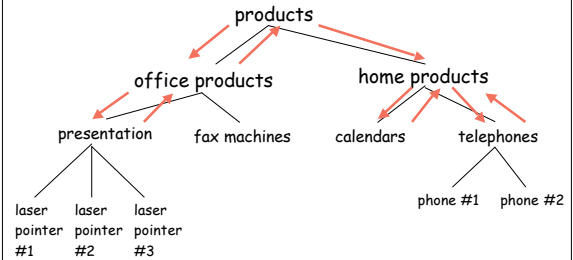 products
office products
home products
presentation
fax machines
calendars
telephones
phone #1
phone #2
laser
pointer
#1
laser
pointer
#2
laser
pointer
#3